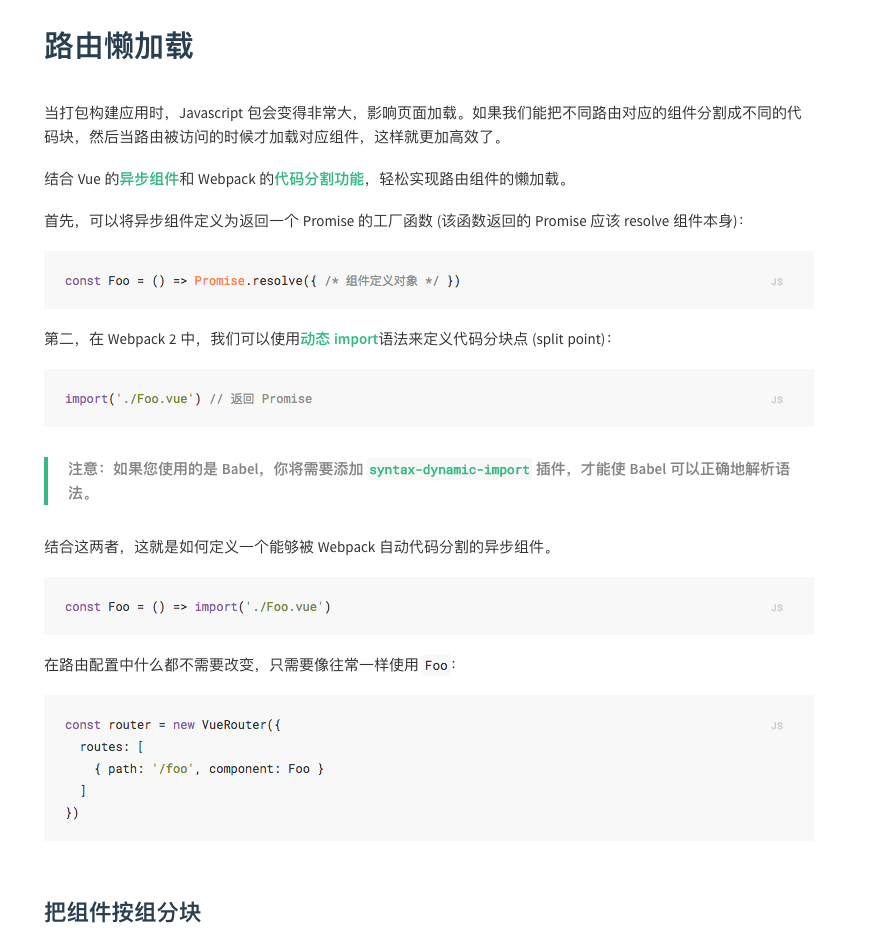 路由懒加载
当打包构建应用时，Javascript 包会变得非常大，影响页面加载。如果我们能把不同路由对应的组件分割成不同的代
码块，然后当路由被访问的时候才加载对应组件，这样就更加高效了。
结合 Vue 的异步组件和 Webpack 的代码分割功能，轻松实现路由组件的懒加载。
首先，可以将异步组件定义为返回一个 Promise 的工厂函数 (该函数返回的 Promise 应该 resolve 组件本身)：
const Foo = () => Promise.resolve({ /* 组件定义对象 */ })
JS
第二，在 Webpack 2 中，我们可以使用动态 import语法来定义代码分块点 (split point)：
import('./Foo.vue') // 返回 Promise
JS
注意：如果您使用的是 Babel，你将需要添加 syntax-dynamic-import 插件，才能使 Babel 可以正确地解析语
法。
结合这两者，这就是如何定义一个能够被 Webpack 自动代码分割的异步组件。
const Foo = () => import('./Foo.vue')
JS
在路由配置中什么都不需要改变，只需要像往常一样使用 Foo：
const router = new VueRouter({
JS
routes: [
{ path: '/foo', component: Foo }
]
})
把组件按组分块